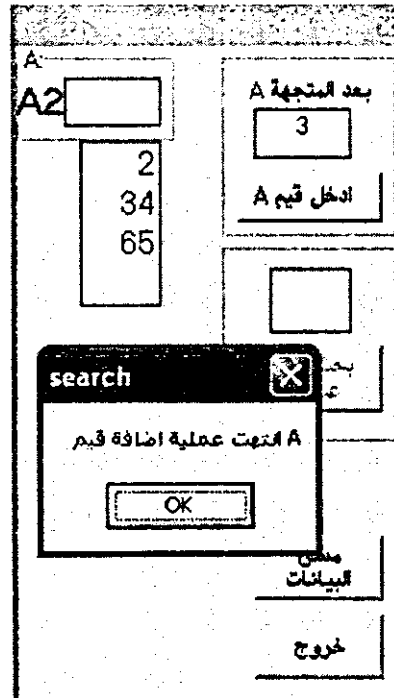 A
A2
2
34
65
بعد المتجهة A
3
ادخل قيم A
search
انتهت عملية اضافة قيم A
OK
البيانات
خروج